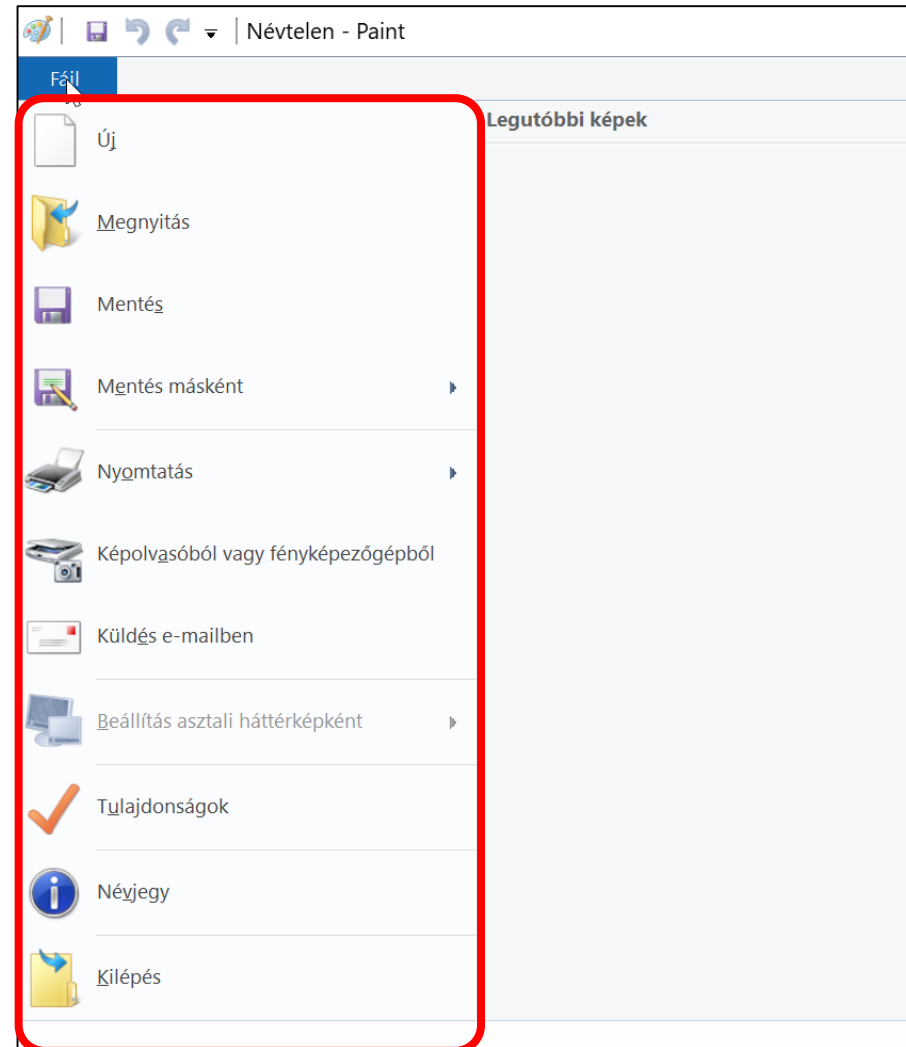 Névtelen - Paint
Fájl
Legutóbbi képek
Új
Megnyitás
Mentés
Mentés másként
Nyomtatás
Képolvasóból vagy fényképezőgépből
Küldés e-mailben
Beállítás asztali háttérképként
Tulajdonságok
Névjegy
Kilépés